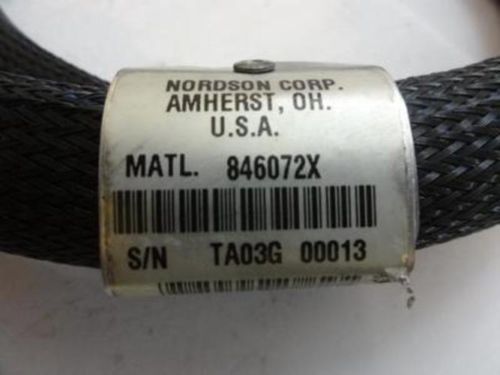 NORDSON CORP.
AMHERST, OH.
U.S.A.
MATL. 846072X
S/N TA03G 00013